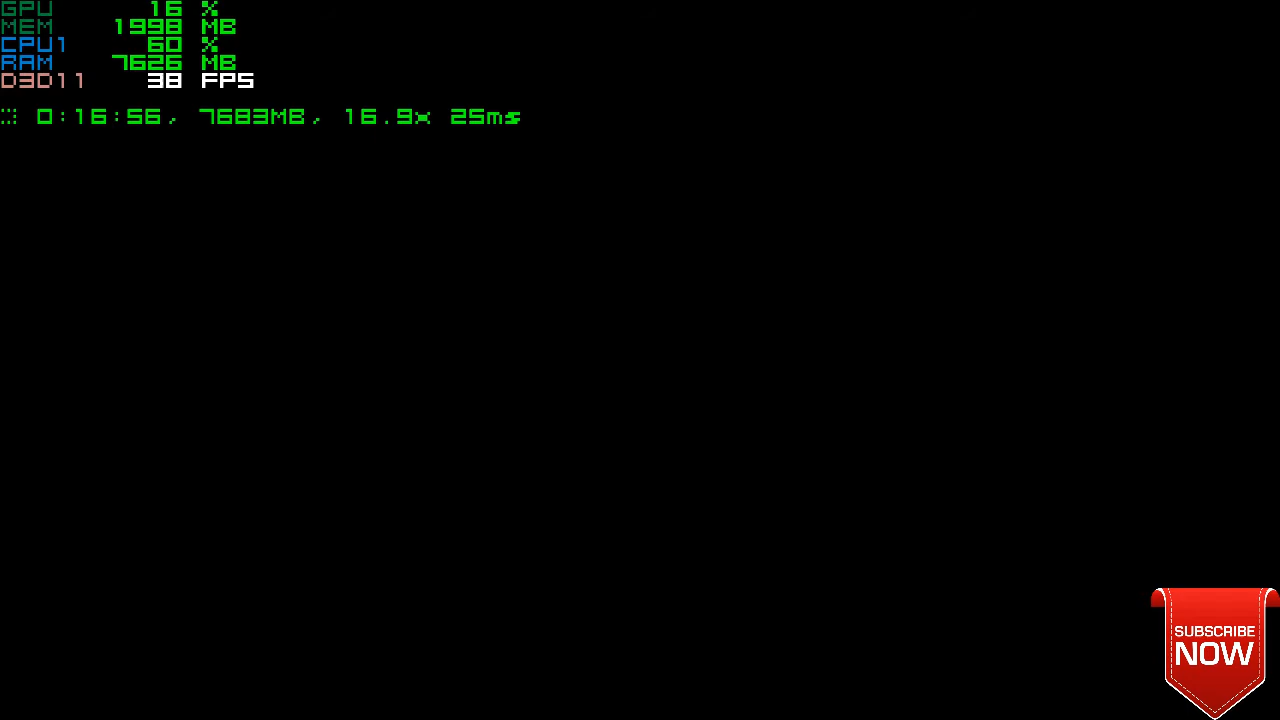 GPU 16 %
MEM 1998 MB
CPU1 60 %
RAM 7626 MB
D3D11 38 FPS
0:16:56, 7683MB, 16.9x 25ms
SUBSCRIBE
NOW